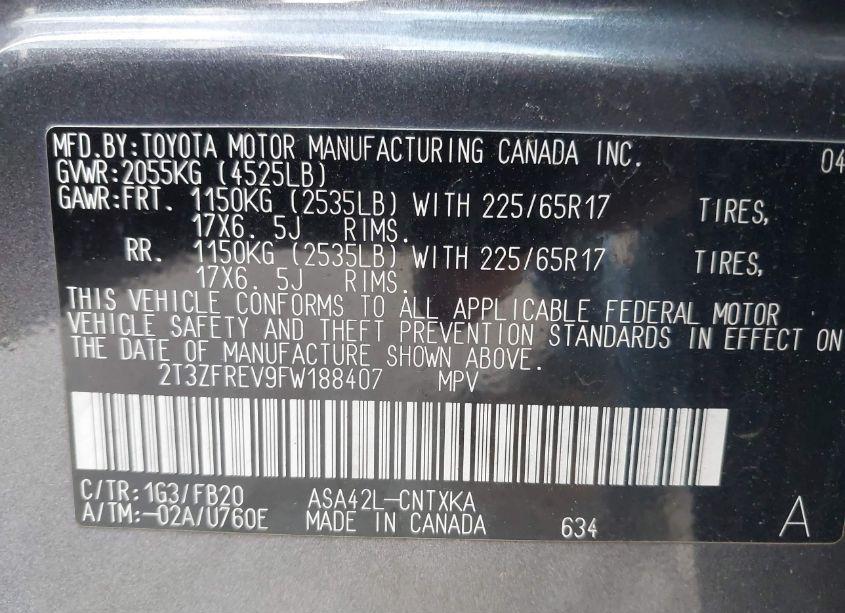 MFD.BY:TOYOTA MOTOR MANUFACTURING CANADA INC. 04
GVWR:2055KG (4525LB)
GAWR:FRT. 1150KG (2535LB) WITH 225/65R17 TIRES,
17X6. 5J RIMS.
RR. 1150KG (2535LB) WITH 225/65R17 TIRES,
17X6. 5J RIMS.
THIS VEHICLE CONFORMS TO ALL APPLICABLE FEDERAL MOTOR
VEHICLE SAFETY AND THEFT PREVENTION STANDARDS IN EFFECT ON
THE DATE OF MANUFACTURE SHOWN ABOVE.
2T3ZFREV9FW188407 MPV
C/TR:1G3/FB20 ASA42L-CNTXKA
A/TM:-02A/U760E MADE IN CANADA 634 A